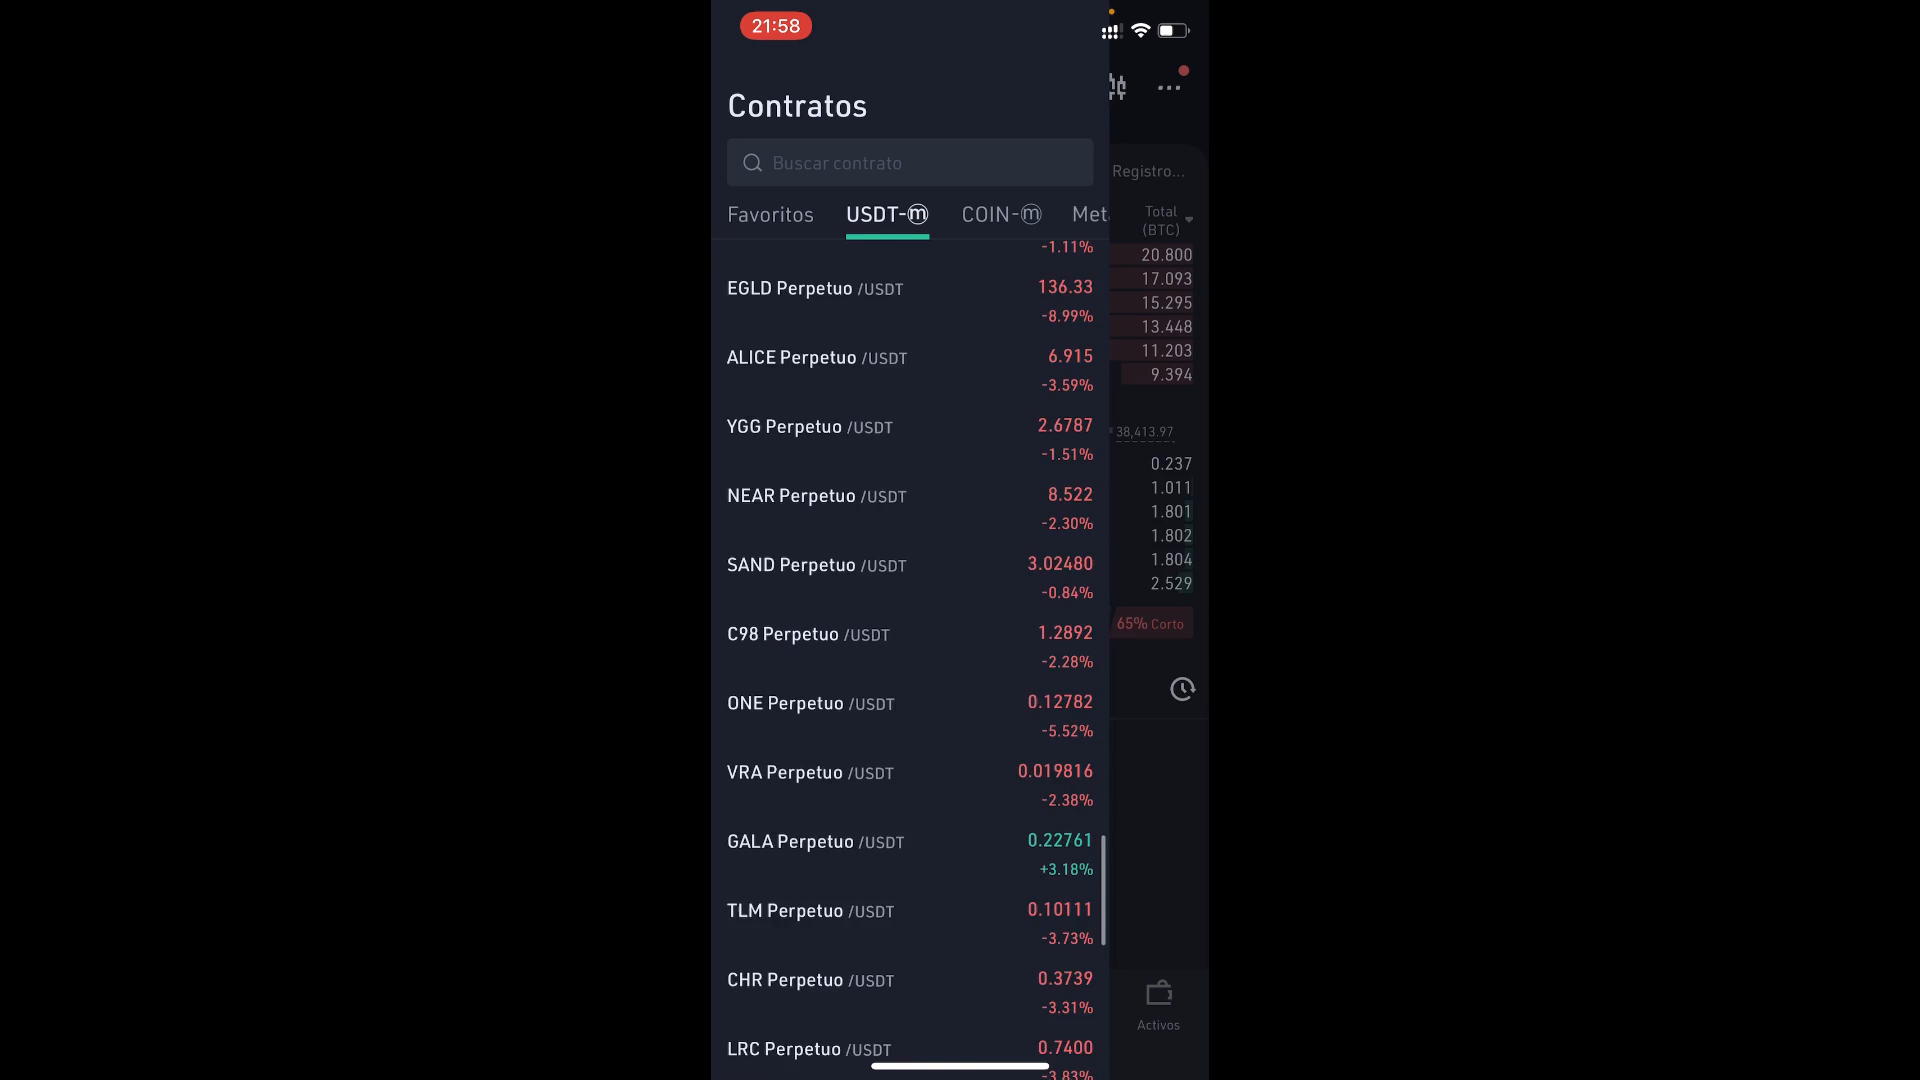 21:58
Contratos
Buscar contrato
Favoritos USDT-ⓜ COIN-ⓜ Meta
-1.11%
EGLD Perpetuo /USDT 136.33
-8.99%
ALICE Perpetuo /USDT 6.915
-3.59%
YGG Perpetuo /USDT 2.6787
-1.51%
NEAR Perpetuo /USDT 8.522
-2.30%
SAND Perpetuo /USDT 3.02480
-0.84%
C98 Perpetuo /USDT 1.2892
-2.28%
ONE Perpetuo /USDT 0.12782
-5.52%
VRA Perpetuo /USDT 0.019816
-2.38%
GALA Perpetuo /USDT 0.22761
+3.18%
TLM Perpetuo /USDT 0.10111
-3.73%
CHR Perpetuo /USDT 0.3739
-3.31%
LRC Perpetuo /USDT 0.7400
-3.83%
Registro...
Total
(BTC)
20.800
17.093
15.295
13.448
11.203
9.394
38,413.97
0.237
1.011
1.801
1.802
1.804
2.529
65% Corto
Activos